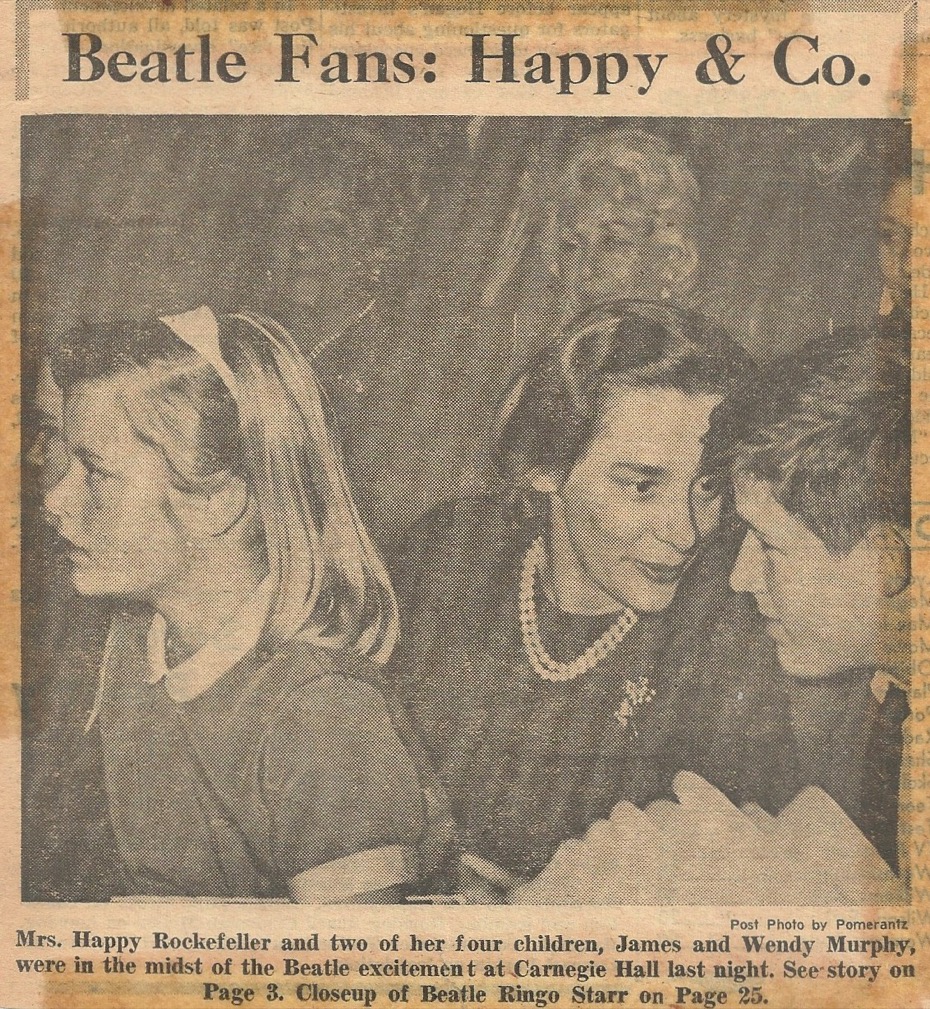 Beatle Fans: Happy & Co.
Post Photo by Pomerantz
Mrs. Happy Rockefeller and two of her four children, James and Wendy Murphy,
were in the midst of the Beatle excitement at Carnegie Hall last night. See story on
Page 3. Closeup of Beatle Ringo Starr on Page 25.